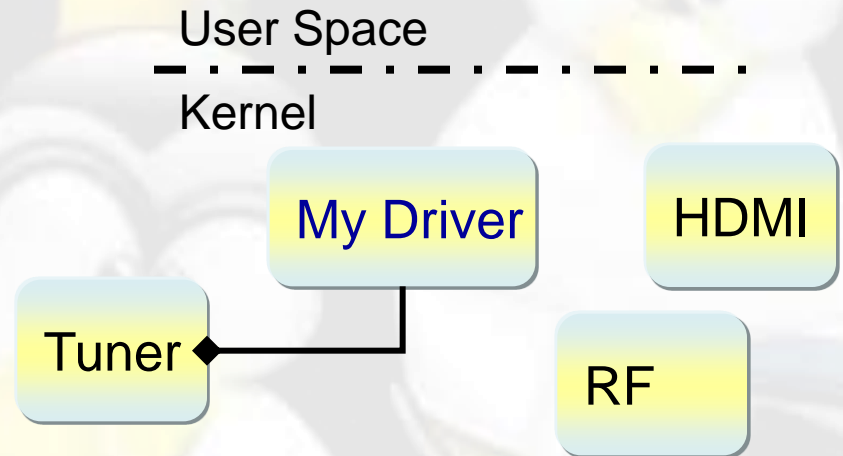 User Space
Kernel
My Driver
HDMI
Tuner
RF